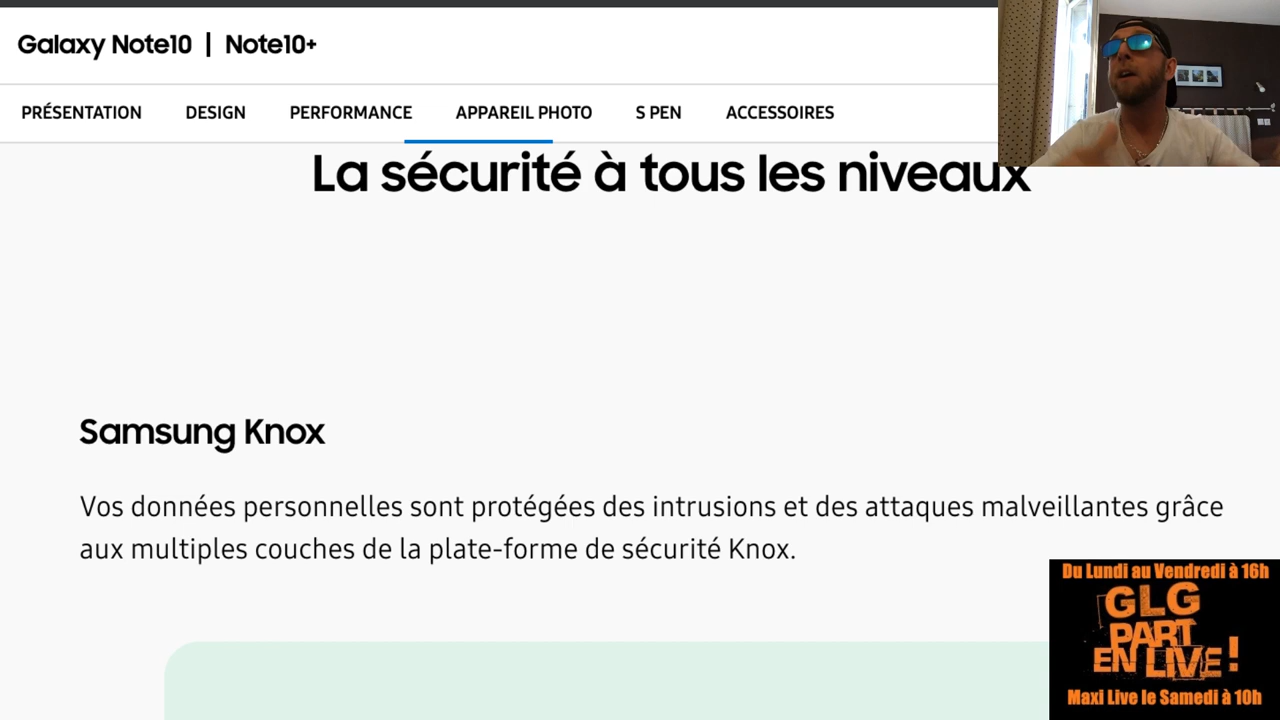 Galaxy Note10 | Note10+
PRÉSENTATION DESIGN PERFORMANCE APPAREIL PHOTO S PEN ACCESSOIRES
La sécurité à tous les niveaux
Samsung Knox
Vos données personnelles sont protégées des intrusions et des attaques malveillantes grâce
aux multiples couches de la plate-forme de sécurité Knox.
Du Lundi au Vendredi à 16h
GLG
PART
EN LIVE !
Maxi Live le Samedi à 10h